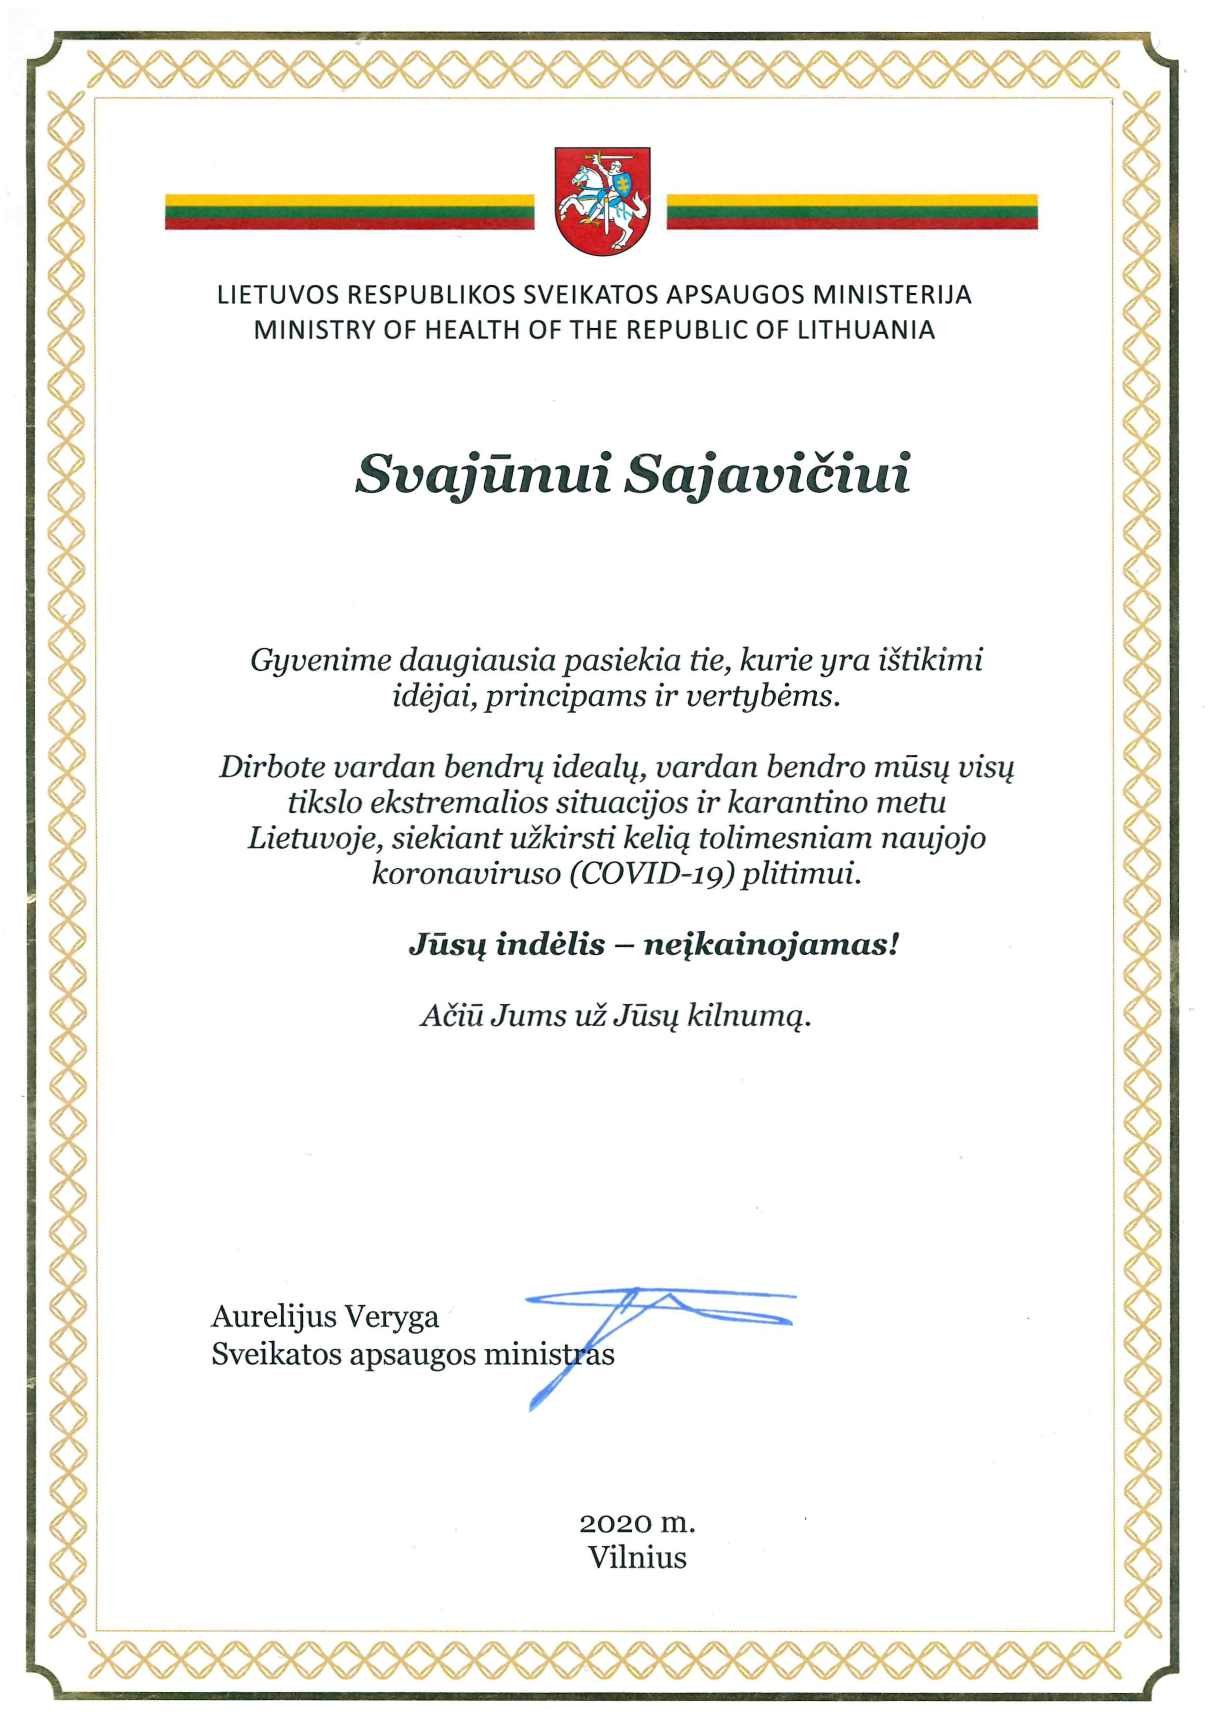 LIETUVOS RESPUBLIKOS SVEIKATOS APSAUGOS MINISTERIJA
MINISTRY OF HEALTH OF THE REPUBLIC OF LITHUANIA
Svajūnui Sajavičiui
Gyvenime daugiausia pasiekia tie, kurie yra ištikimi
idėjai, principams ir vertybėms.
Dirbote vardan bendrų idealų, vardan bendro mūsų visų
tikslo ekstremalios situacijos ir karantino metu
Lietuvoje, siekiant užkirsti kelią tolimesniam naujojo
koronaviruso (COVID-19) plitimui.
Jūsų indėlis – neįkainojamas!
Ačiū Jums už Jūsų kilnumą.
Aurelijus Veryga
Sveikatos apsaugos ministras
2020 m.
Vilnius